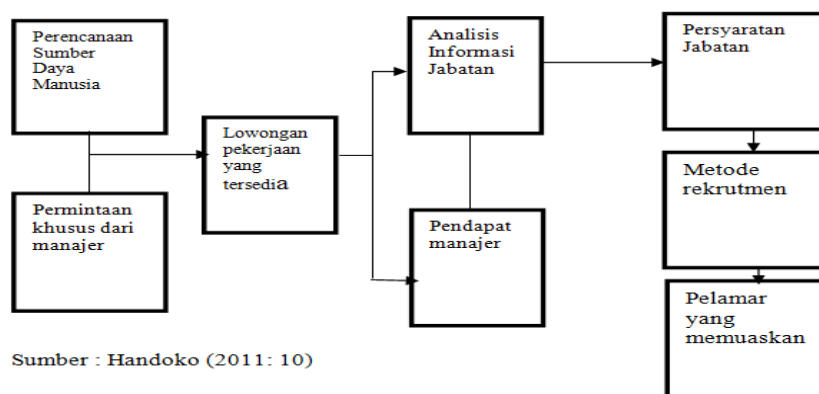 Perencanaan
Sumber
Daya
Manusia
Permintaan
khusus dari
manajer
Lowongan
pekerjaan
yang
tersedia
Analisis
Informasi
Jabatan
Pendapat
manajer
Persyaratan
Jabatan
Metode
rekrutmen
Pelamar
yang
memuaskan
Sumber : Handoko (2011: 10)